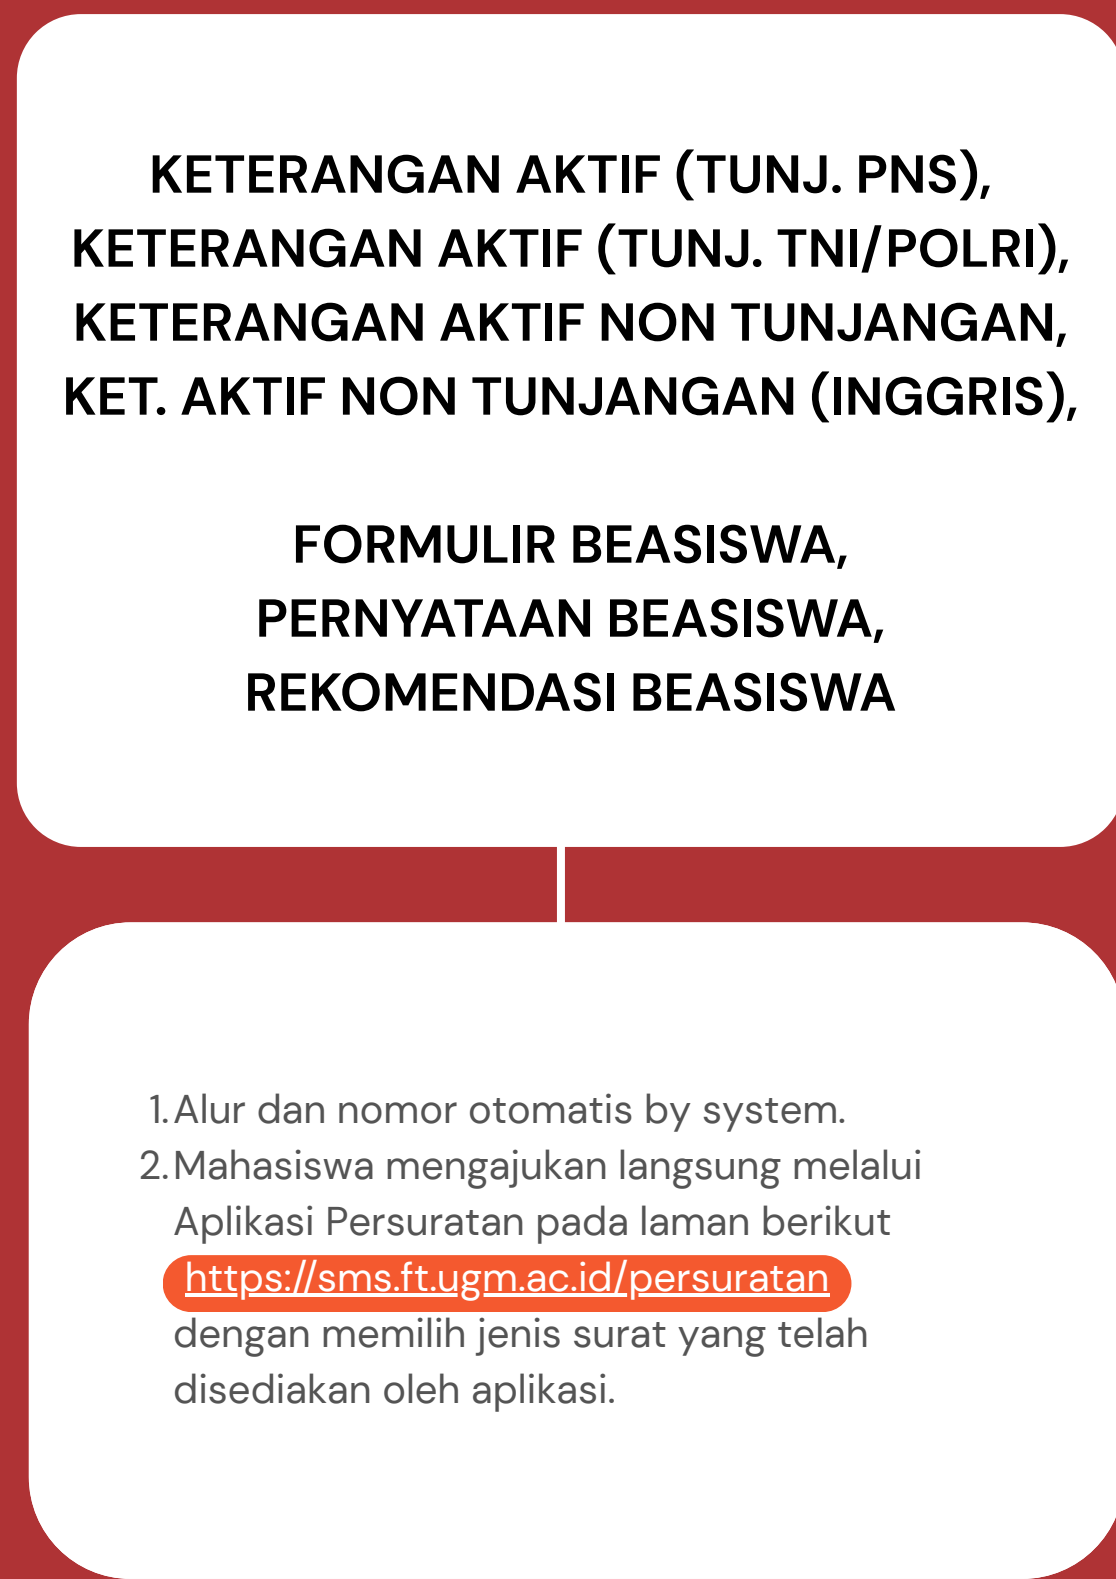 KETERANGAN AKTIF (TUNJ. PNS),
KETERANGAN AKTIF (TUNJ. TNI/POLRI),
KETERANGAN AKTIF NON TUNJANGAN,
KET. AKTIF NON TUNJANGAN (INGGRIS),
FORMULIR BEASISWA,
PERNYATAAN BEASISWA,
REKOMENDASI BEASISWA
1. Alur dan nomor otomatis by system.
2. Mahasiswa mengajukan langsung melalui
Aplikasi Persuratan pada laman berikut
https://sms.ft.ugm.ac.id/persuratan
dengan memilih jenis surat yang telah
disediakan oleh aplikasi.